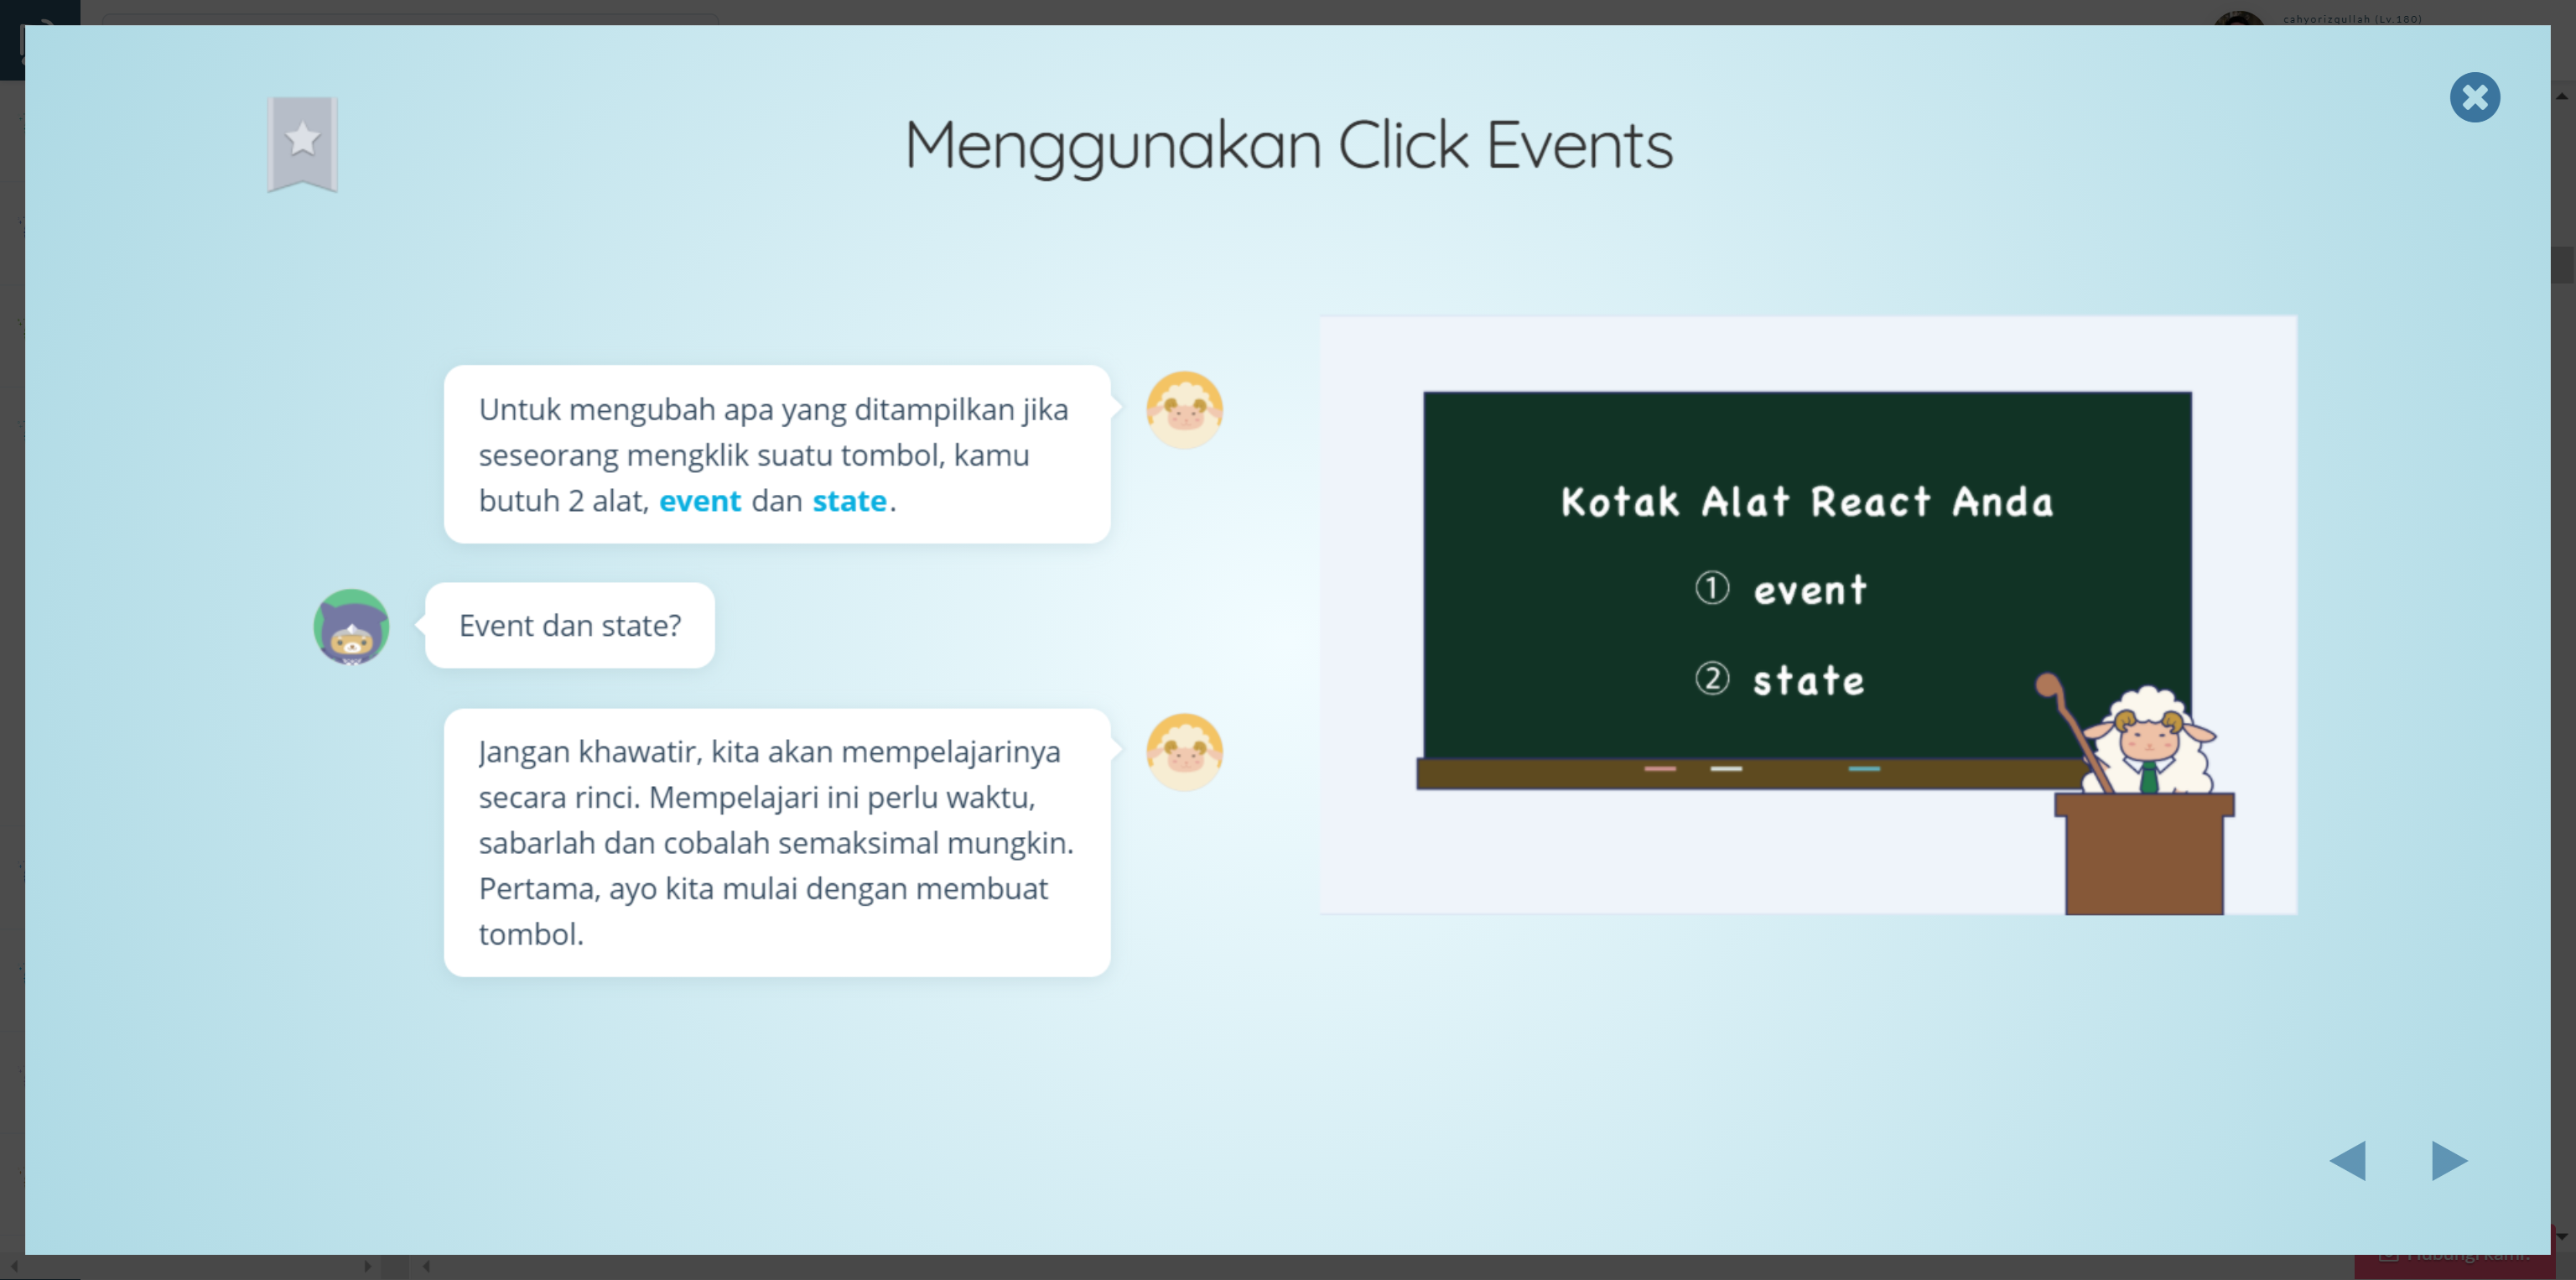 cahyorizqullah (Lv.180)
Menggunakan Click Events
Untuk mengubah apa yang ditampilkan jika
seseorang mengklik suatu tombol, kamu
butuh 2 alat, event dan state.
Event dan state?
Jangan khawatir, kita akan mempelajarinya
secara rinci. Mempelajari ini perlu waktu,
sabarlah dan cobalah semaksimal mungkin.
Pertama, ayo kita mulai dengan membuat
tombol.
Kotak Alat React Anda
① event
② state